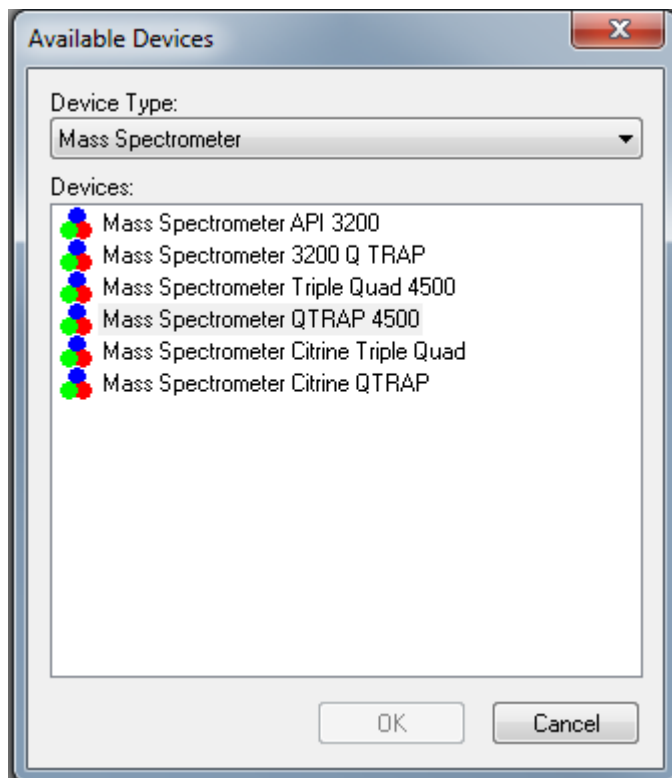 Available Devices
Device Type:
Mass Spectrometer
Devices:
Mass Spectrometer API 3200
Mass Spectrometer 3200 Q TRAP
Mass Spectrometer Triple Quad 4500
Mass Spectrometer QTRAP 4500
Mass Spectrometer Citrine Triple Quad
Mass Spectrometer Citrine QTRAP
OK
Cancel